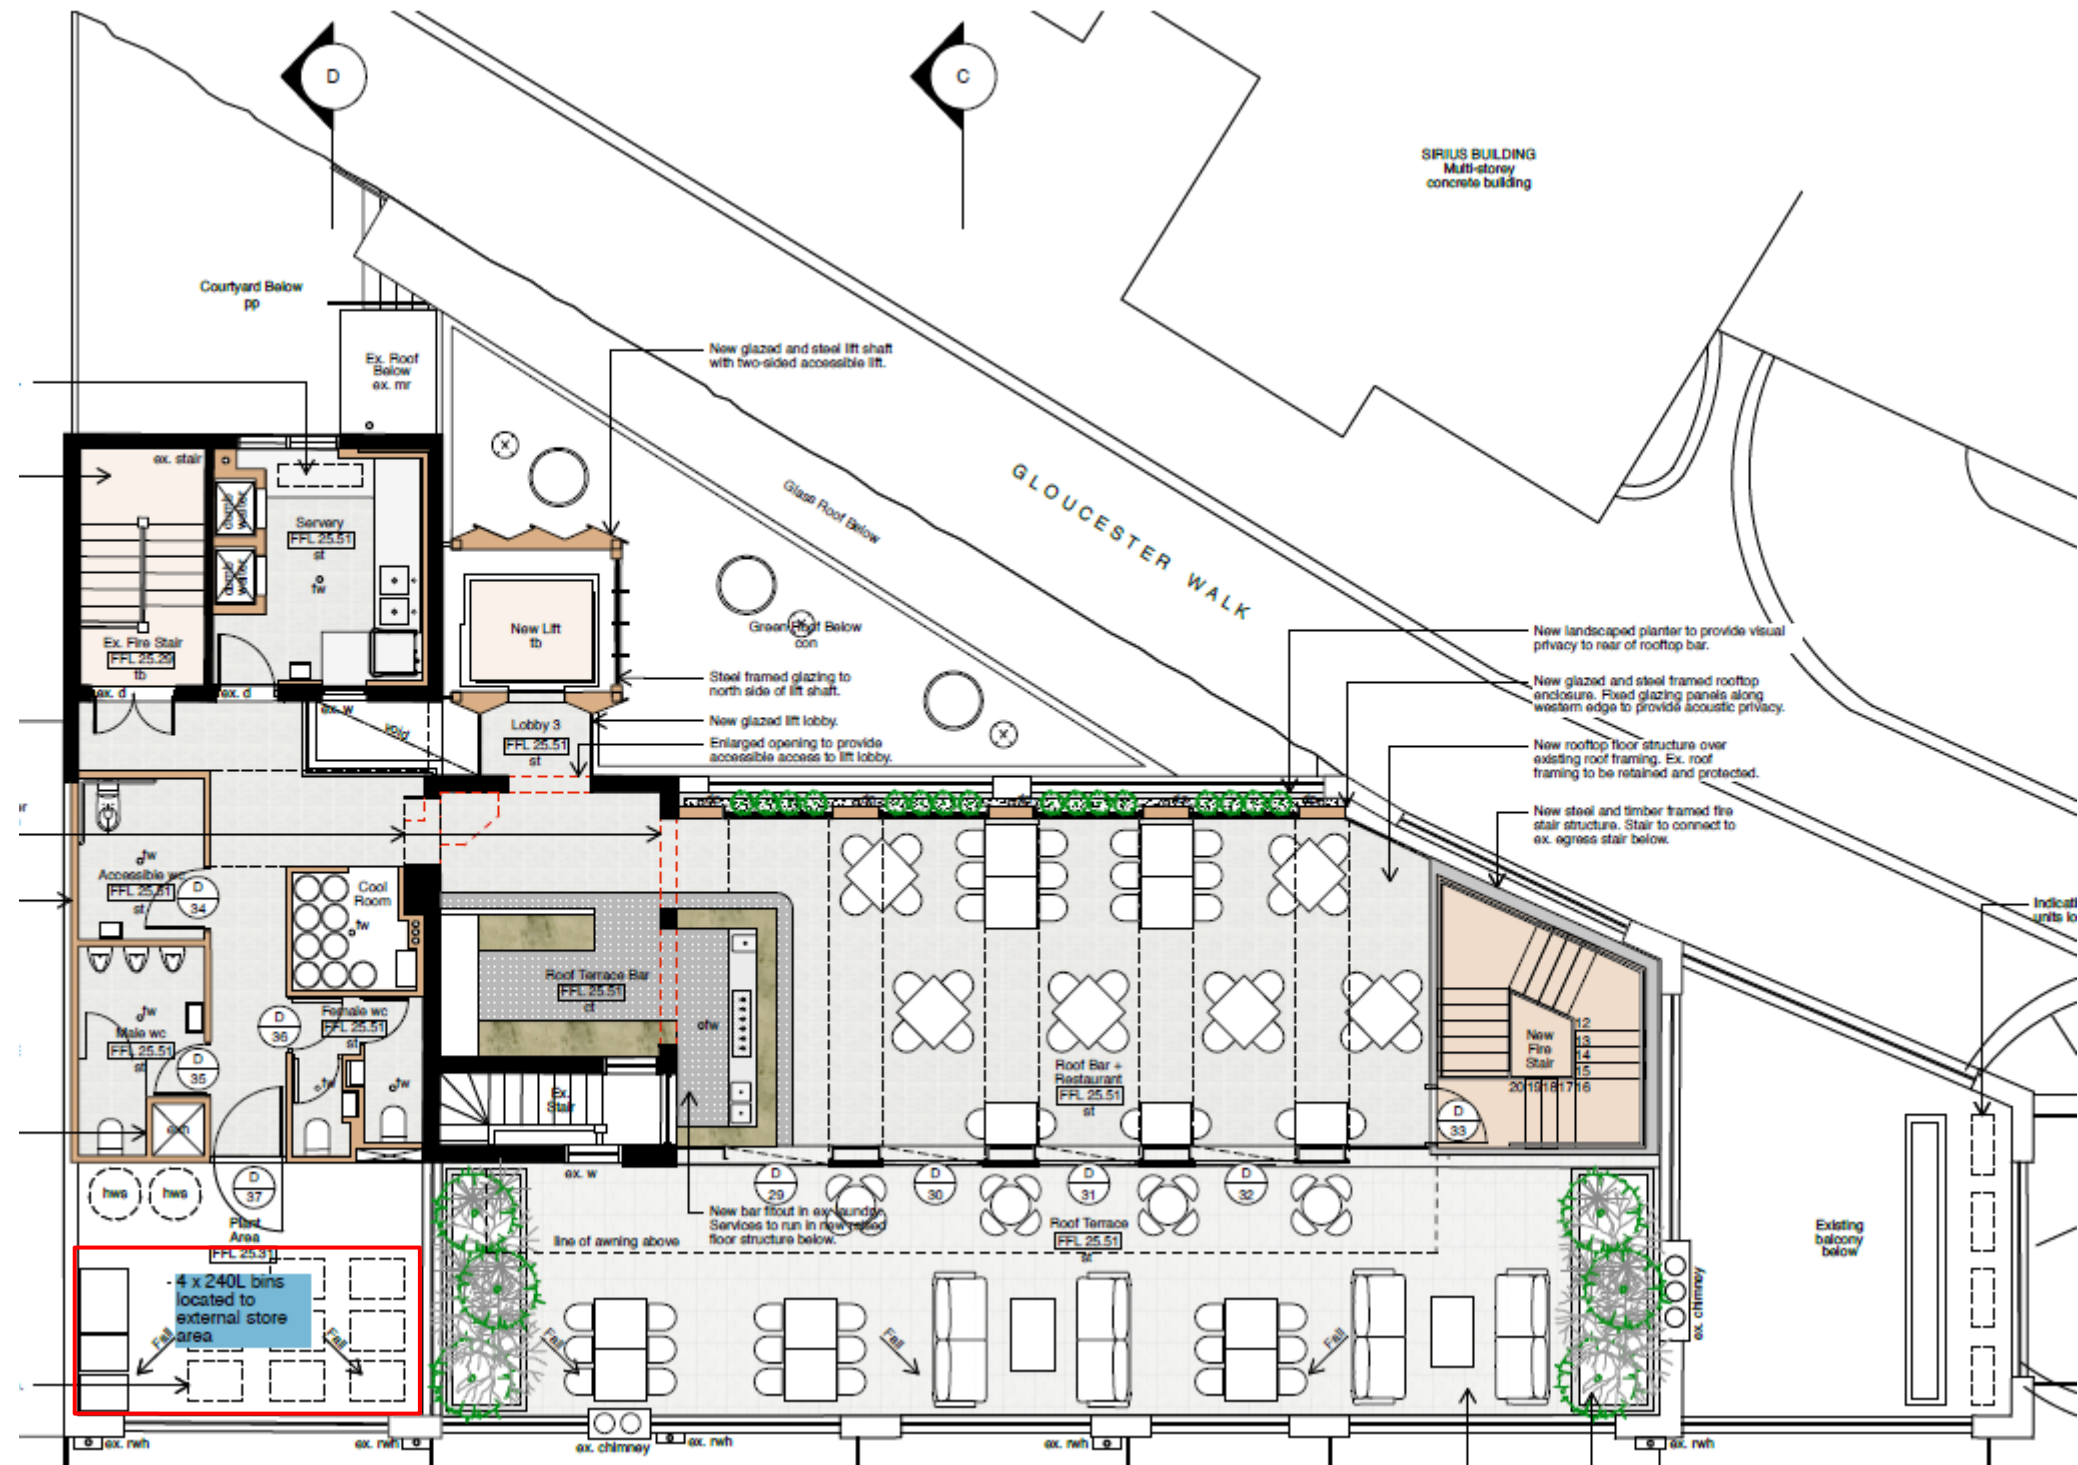 D
C
SIRIUS BUILDING
Multi-storey
concrete building
Courtyard Below
pp
Ex. Roof
Below
ex. mr
New glazed and steel lift shaft
with two-sided accessible lift.
ex. stair
dumb
waiter
dumb
waiter
Servery
FFL 25.51
st
fw
Ex. Fire Stair
FFL 25.29
tb
ex. d
ex. d
ex. w
void
New Lift
tb
Glass Roof Below
GLOUCESTER WALK
Green Roof Below
con
Steel framed glazing to
north side of lift shaft.
New glazed lift lobby.
Enlarged opening to provide
accessible access to lift lobby.
Lobby 3
FFL 25.51
st
New landscaped planter to provide visual
privacy to rear of rooftop bar.
New glazed and steel framed rooftop
enclosure. Fixed glazing panels along
western edge to provide acoustic privacy.
New rooftop floor structure over
existing roof framing. Ex. roof
framing to be retained and protected.
New steel and timber framed fire
stair structure. Stair to connect to
ex. egress stair below.
Indicati
units lo
er
fw
Accessible wc
FFL 25.51
st
D
34
Cool
Room
fw
Roof Terrace Bar
FFL 25.51
ct
cfw
fw
Male wc
FFL 25.51
st
D
35
D
36
Female wc
FFL 25.51
st
fw
fw
exh
Ex.
Stair
ex. w
Roof Bar +
Restaurant
FFL 25.51
st
New
Fire
Stair
12
13
14
15
20 19 18 17 16
D
33
hws
hws
D
37
Plant
Area
FFL 25.31
4 x 240L bins
located to
external store
area
Fall
Fall
D
29
D
30
D
31
D
32
New bar fitout in ex. laundry.
Services to run in new raised
floor structure below.
line of awning above
Roof Terrace
FFL 25.51
st
Fall
Fall
Fall
Existing
balcony
below
ex. chimney
ex. rwh
ex. rwh
ex. chimney
ex. rwh
ex. rwh
ex. rwh